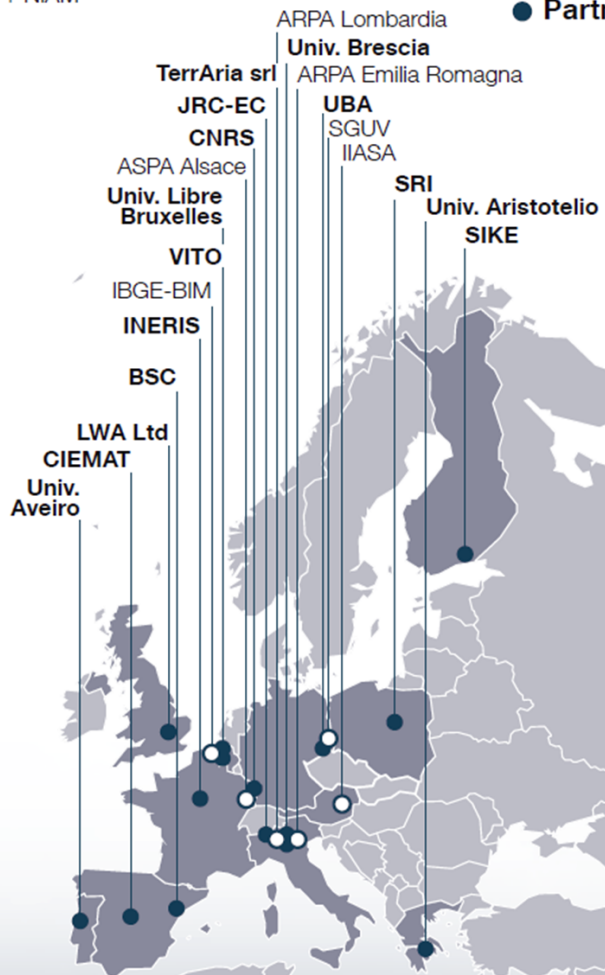 ARPA Lombardia
Univ. Brescia
TerrAria srl
ARPA Emilia Romagna
JRC-EC
UBA
CNRS
SGUV
IIASA
ASPA Alsace
SRI
Univ. Libre
Bruxelles
Univ. Aristotelio
SIKE
VITO
IBGE-BIM
INERIS
BSC
LWA Ltd
CIEMAT
Univ.
Aveiro